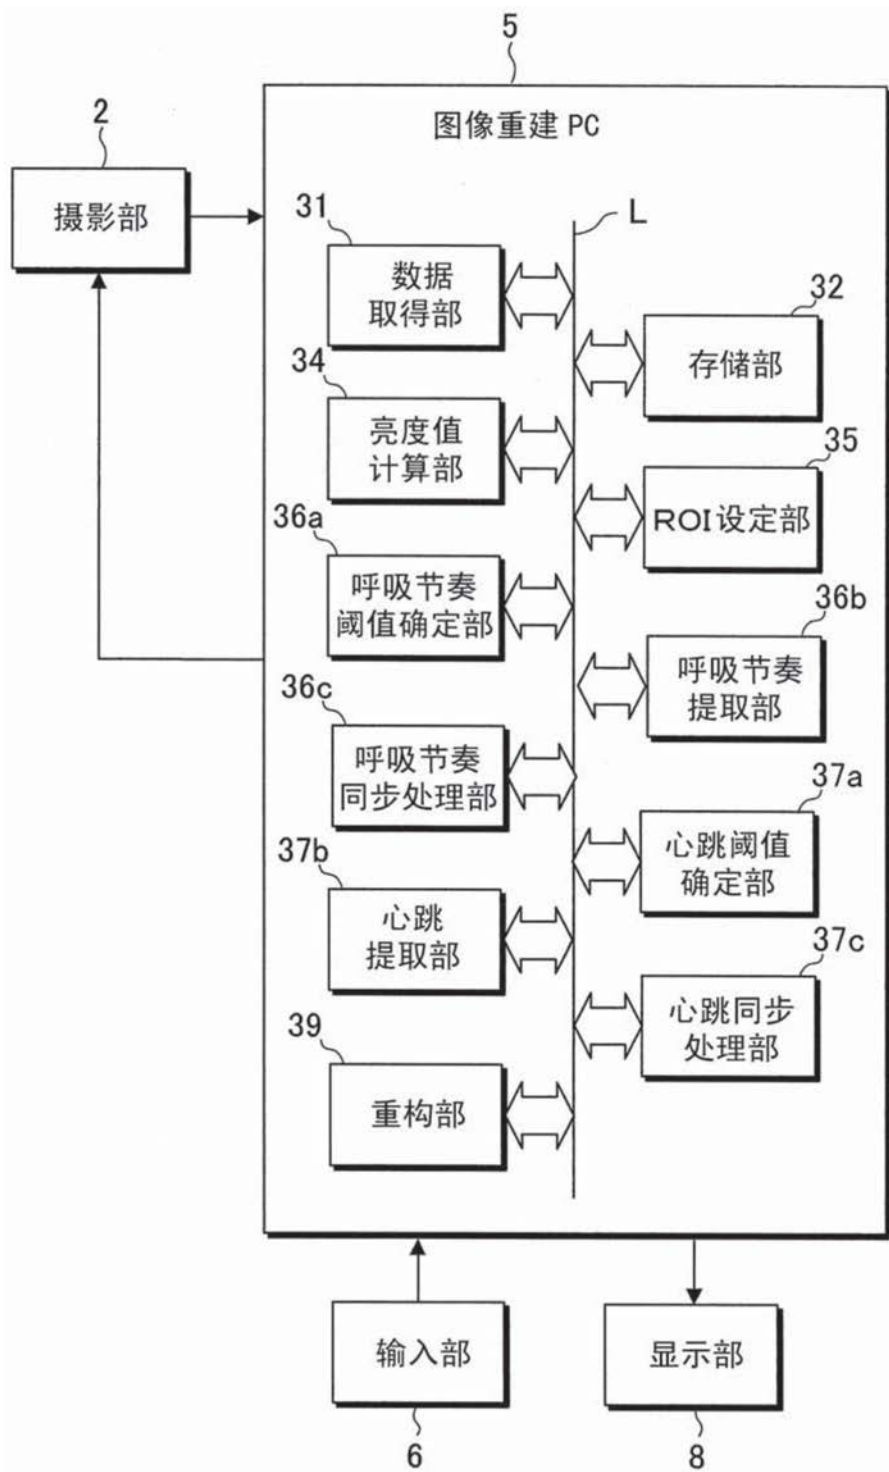 5
图像重建 PC
2
摄影部
L
31
数据
取得部
32
存储部
34
亮度值
计算部
35
ROI设定部
36a
呼吸节奏
阈值确定部
36b
呼吸节奏
提取部
36c
呼吸节奏
同步处理部
37a
心跳阈值
确定部
37b
心跳
提取部
37c
心跳同步
处理部
39
重构部
输入部
6
显示部
8